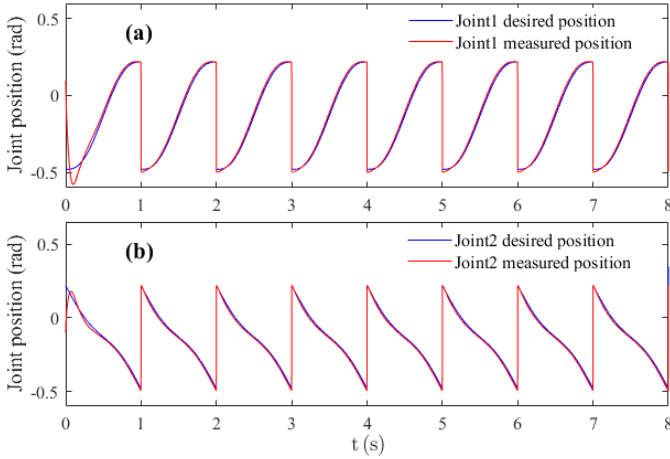 0.5
(a)
Joint1 desired position
Joint1 measured position
Joint position (rad)
0
-0.5
0 1 2 3 4 5 6 7 8
0.5
(b)
Joint2 desired position
Joint2 measured position
Joint position (rad)
0
-0.5
0 1 2 3 4 5 6 7 8
t (s)